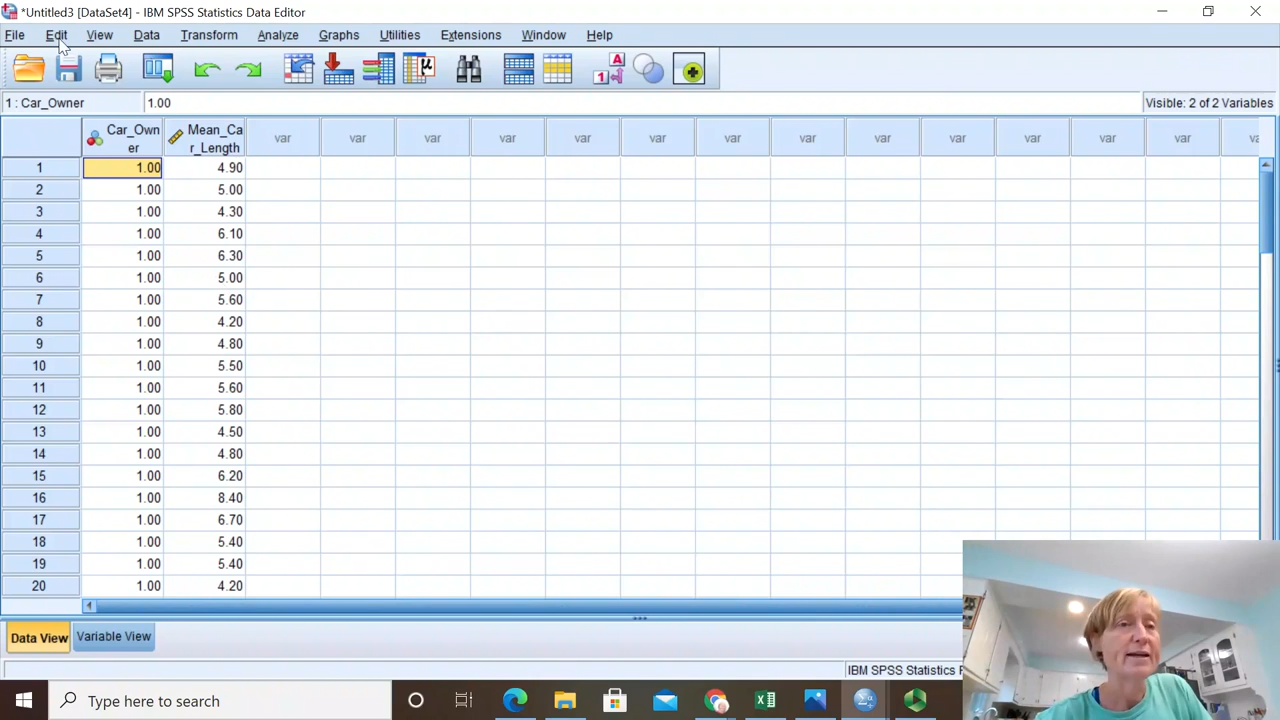 *Untitled3 [DataSet4] - IBM SPSS Statistics Data Editor
File Edit View Data Transform Analyze Graphs Utilities Extensions Window Help
1 : Car_Owner 1.00 Visible: 2 of 2 Variables
Car_Own Mean_Ca var var var var var var var var var var var var var
er r_Length
1 1.00 4.90
2 1.00 5.00
3 1.00 4.30
4 1.00 6.10
5 1.00 6.30
6 1.00 5.00
7 1.00 5.60
8 1.00 4.20
9 1.00 4.80
10 1.00 5.50
11 1.00 5.60
12 1.00 5.80
13 1.00 4.50
14 1.00 4.80
15 1.00 6.20
16 1.00 8.40
17 1.00 6.70
18 1.00 5.40
19 1.00 5.40
20 1.00 4.20
Data View Variable View
IBM SPSS Statistics
Type here to search